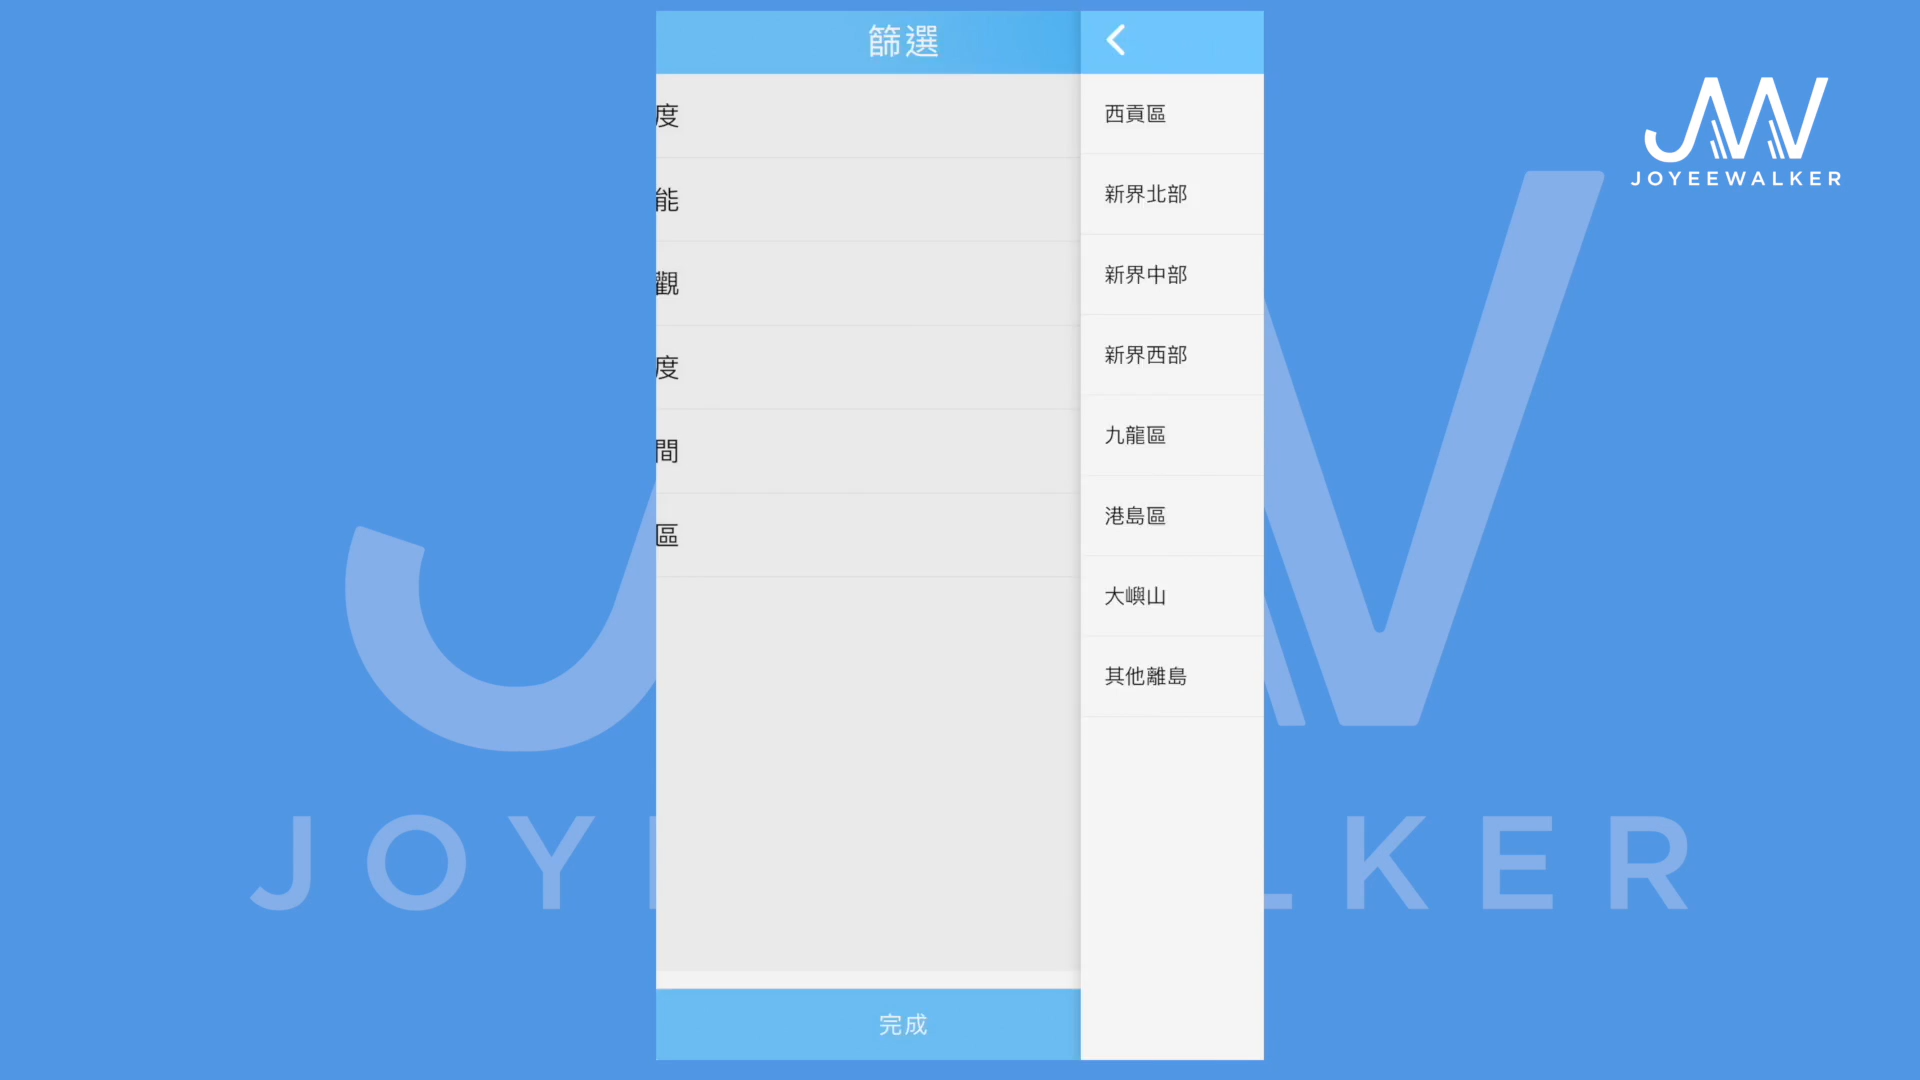 篩選
度
能
觀
度
間
區
完成
西貢區
新界北部
新界中部
新界西部
九龍區
港島區
大嶼山
其他離島
JW
JOYEEWALKER